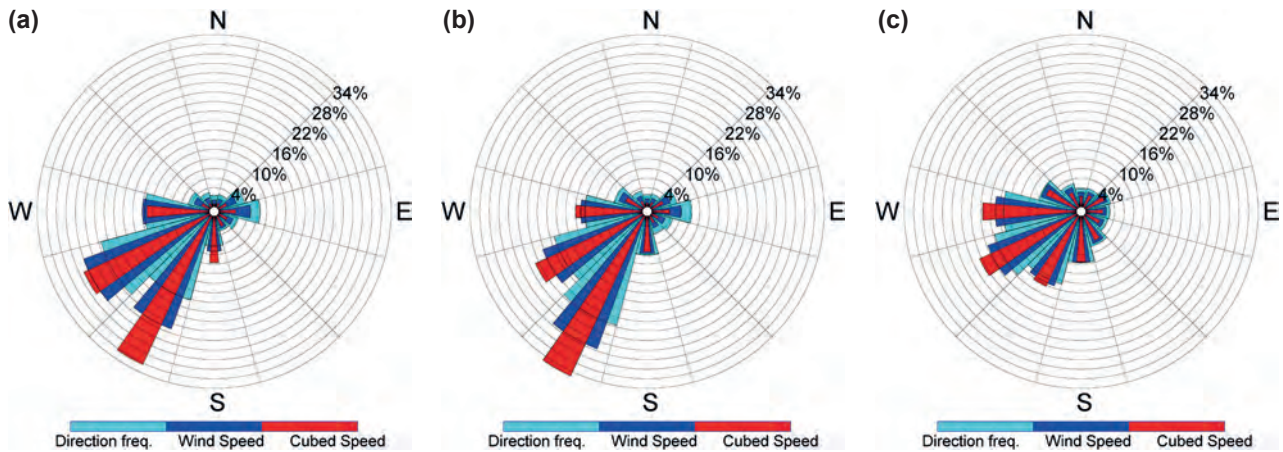 (a)
N
34%
28%
22%
16%
10%
4%
W
E
S
Direction freq. Wind Speed Cubed Speed
(b)
N
34%
28%
22%
16%
10%
4%
W
E
S
Direction freq. Wind Speed Cubed Speed
(c)
N
34%
28%
22%
16%
10%
4%
W
E
S
Direction freq. Wind Speed Cubed Speed